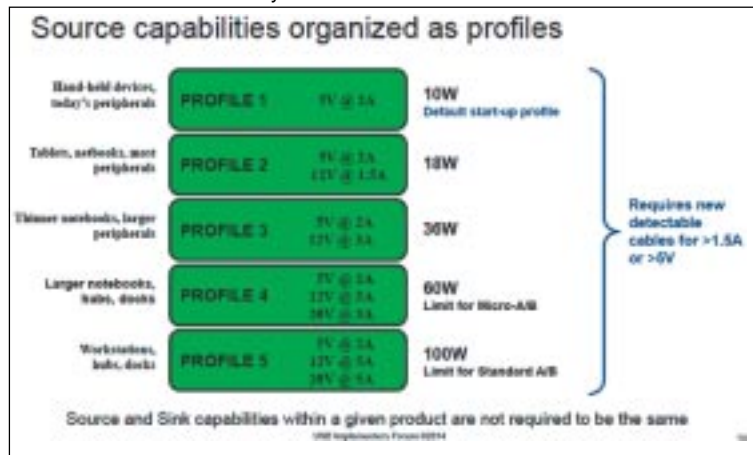 Source capabilities organized as profiles
Hand-held devices,
today's peripherals
PROFILE 1
5V @ 2A
10W
Default start-up profile
Tablets, netbooks, most
peripherals
PROFILE 2
5V @ 2A
12V @ 1.5A
18W
Thinner notebooks, larger
peripherals
PROFILE 3
5V @ 2A
12V @ 3A
36W
Larger notebooks,
hubs, docks
PROFILE 4
5V @ 2A
12V @ 3A
20V @ 3A
60W
Limit for Micro-A/B
Workstations,
hubs, docks
PROFILE 5
5V @ 2A
12V @ 5A
20V @ 5A
100W
Limit for Standard A/B
Requires new
detectable
cables for >1.5A
or >5V
Source and Sink capabilities within a given product are not required to be the same
USB Implementers Forum ©2014